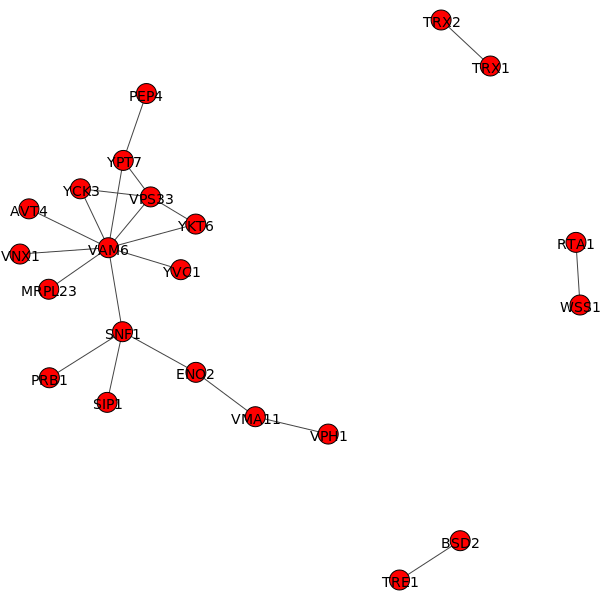 TRX2
TRX1
PEP4
YPT7
YCK3
VPS33
AVT4
YKT6
RTA1
VAM6
VNX1
YVC1
MRPL23
WSS1
SNF1
ENO2
PRB1
SIP1
VMA11
VPH1
BSD2
TRE1